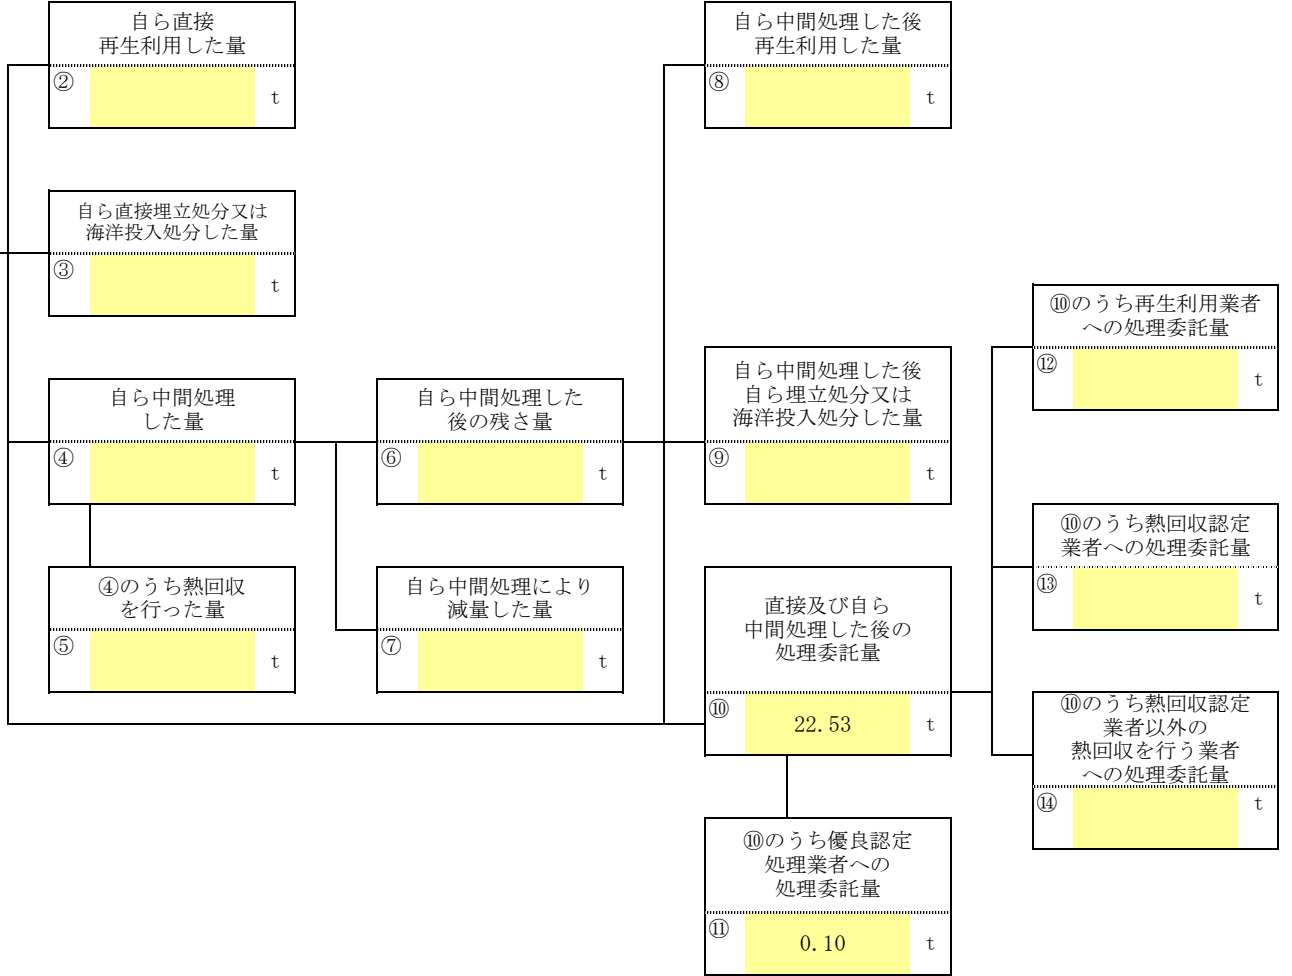 自ら直接
再生利用した量
②
t
自ら中間処理した後
再生利用した量
⑧
t
自ら直接埋立処分又は
海洋投入処分した量
③
t
⑩のうち再生利用業者
への処理委託量
⑫
t
自ら中間処理
した量
④
t
自ら中間処理した
後の残さ量
⑥
t
自ら中間処理した後
自ら埋立処分又は
海洋投入処分した量
⑨
t
⑩のうち熱回収認定
業者への処理委託量
⑬
t
④のうち熱回収
を行った量
⑤
t
自ら中間処理により
減量した量
⑦
t
直接及び自ら
中間処理した後の
処理委託量
⑩ 22.53 t
⑩のうち熱回収認定
業者以外の
熱回収を行う業者
への処理委託量
⑭
t
⑩のうち優良認定
処理業者への
処理委託量
⑪ 0.10 t